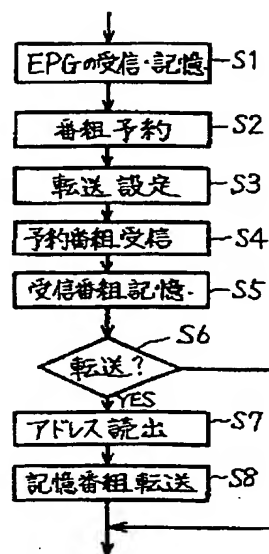 EPGの受信・記憶
S1
番組予約
S2
転送設定
S3
予約番組受信
S4
受信番組記憶
S5
S6
転送?
YES
アドレス読出
S7
記憶番組転送
S8